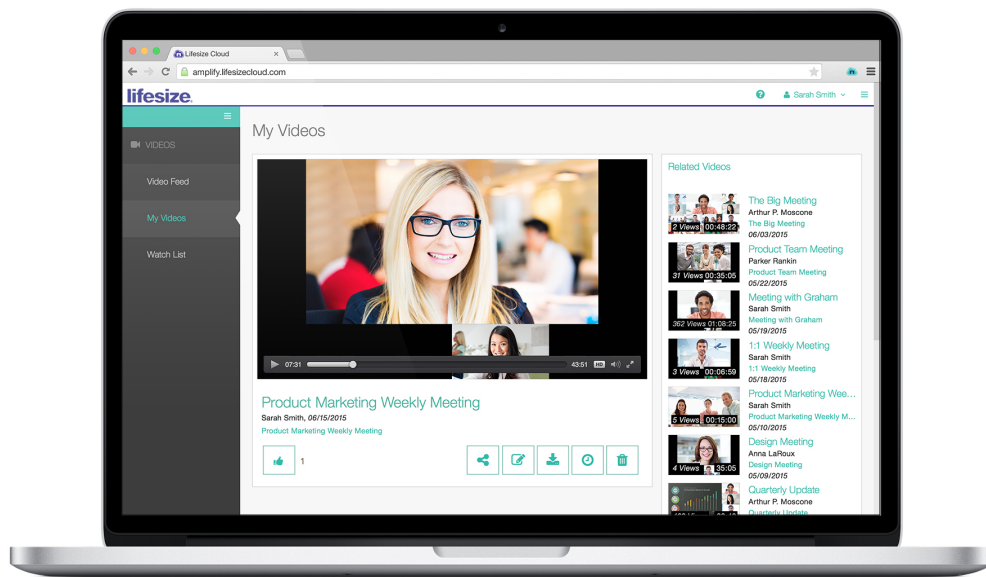 Lifesize Cloud
amplify.lifesizecloud.com
lifesize.
Sarah Smith
VIDEOS
Video Feed
My Videos
Watch List
My Videos
07:31
43:51
HD
Product Marketing Weekly Meeting
Sarah Smith, 06/15/2015
Product Marketing Weekly Meeting
1
Related Videos
2 Views 00:48:22
The Big Meeting
Arthur P. Moscone
The Big Meeting
06/03/2015
31 Views 00:35:05
Product Team Meeting
Parker Rankin
Product Team Meeting
05/22/2015
362 Views 01:08:25
Meeting with Graham
Sarah Smith
Meeting with Graham
05/19/2015
3 Views 00:06:59
1:1 Weekly Meeting
Sarah Smith
1:1 Weekly Meeting
05/18/2015
5 Views 00:15:00
Product Marketing Wee...
Sarah Smith
Product Marketing Weekly M...
05/10/2015
4 Views 35:05
Design Meeting
Anna LaRoux
Design Meeting
05/09/2015
Quarterly Update
Arthur P. Moscone
Quarterly Update